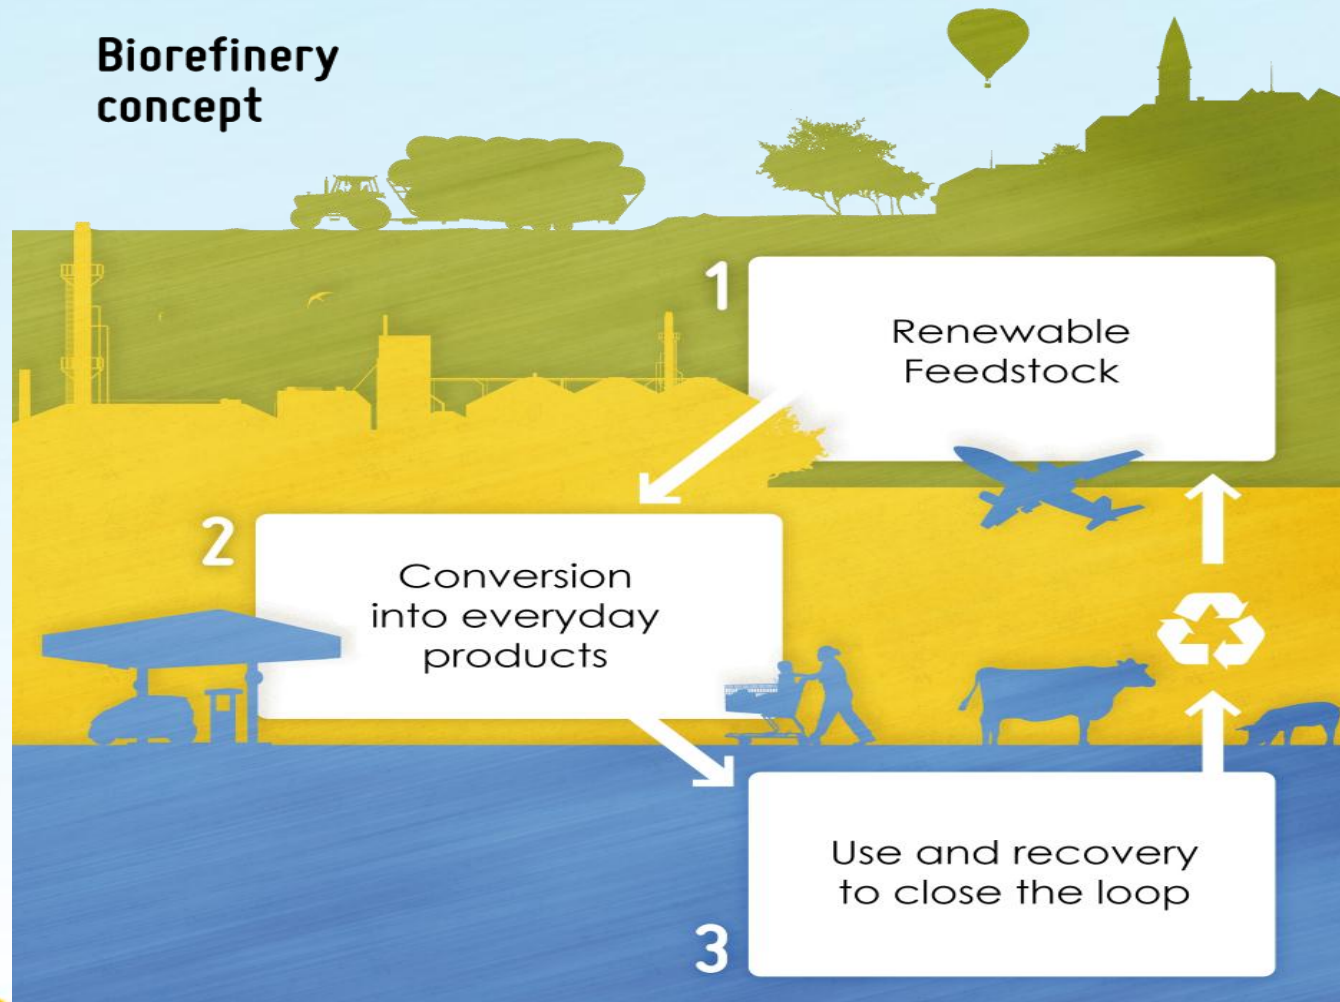 Biorefinery
concept
1
Renewable
Feedstock
2
Conversion
into everyday
products
Use and recovery
to close the loop
3